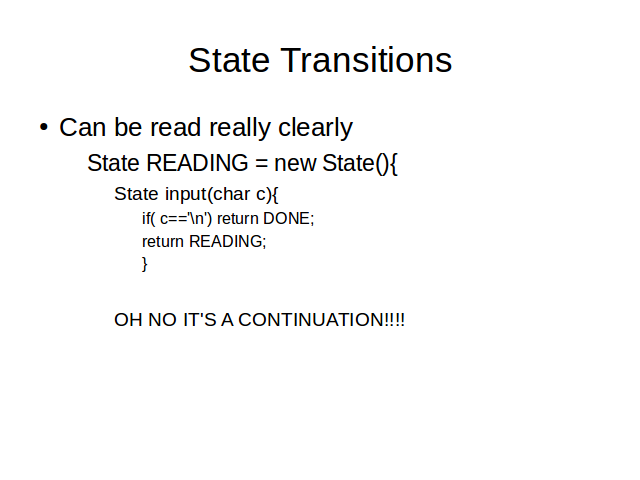 State Transitions
• Can be read really clearly
State READING = new State(){
State input(char c){
if( c=='\n') return DONE;
return READING;
}
OH NO IT'S A CONTINUATION!!!!